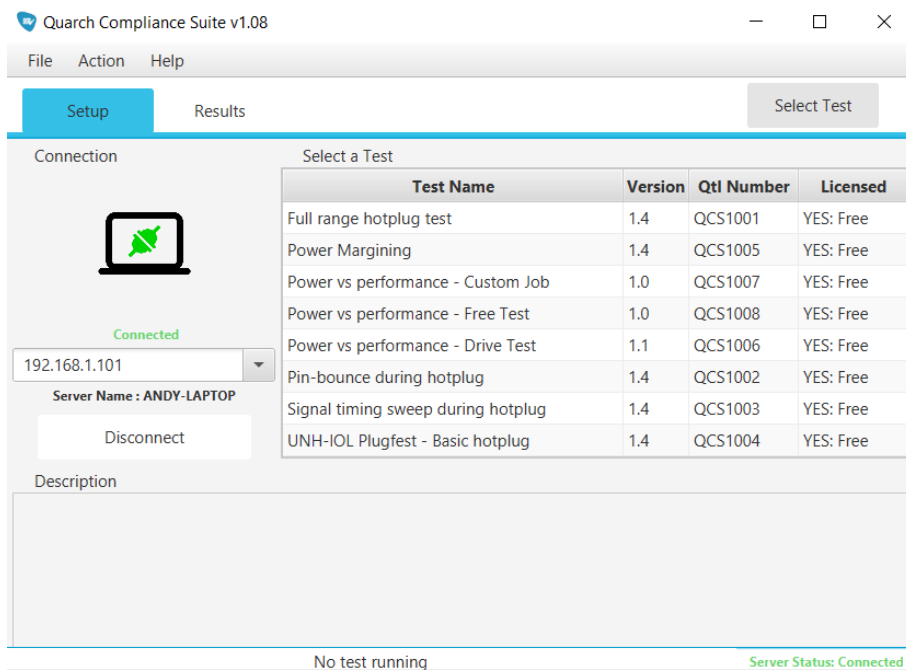 Quarch Compliance Suite v1.08
File Action Help
Setup Results Select Test
Connection
Connected
192.168.1.101
Server Name : ANDY-LAPTOP
Disconnect
Select a Test
Test Name Version Qtl Number Licensed
Full range hotplug test 1.4 QCS1001 YES: Free
Power Margining 1.4 QCS1005 YES: Free
Power vs performance - Custom Job 1.0 QCS1007 YES: Free
Power vs performance - Free Test 1.0 QCS1008 YES: Free
Power vs performance - Drive Test 1.1 QCS1006 YES: Free
Pin-bounce during hotplug 1.4 QCS1002 YES: Free
Signal timing sweep during hotplug 1.4 QCS1003 YES: Free
UNH-IOL Plugfest - Basic hotplug 1.4 QCS1004 YES: Free
Description
No test running
Server Status: Connected